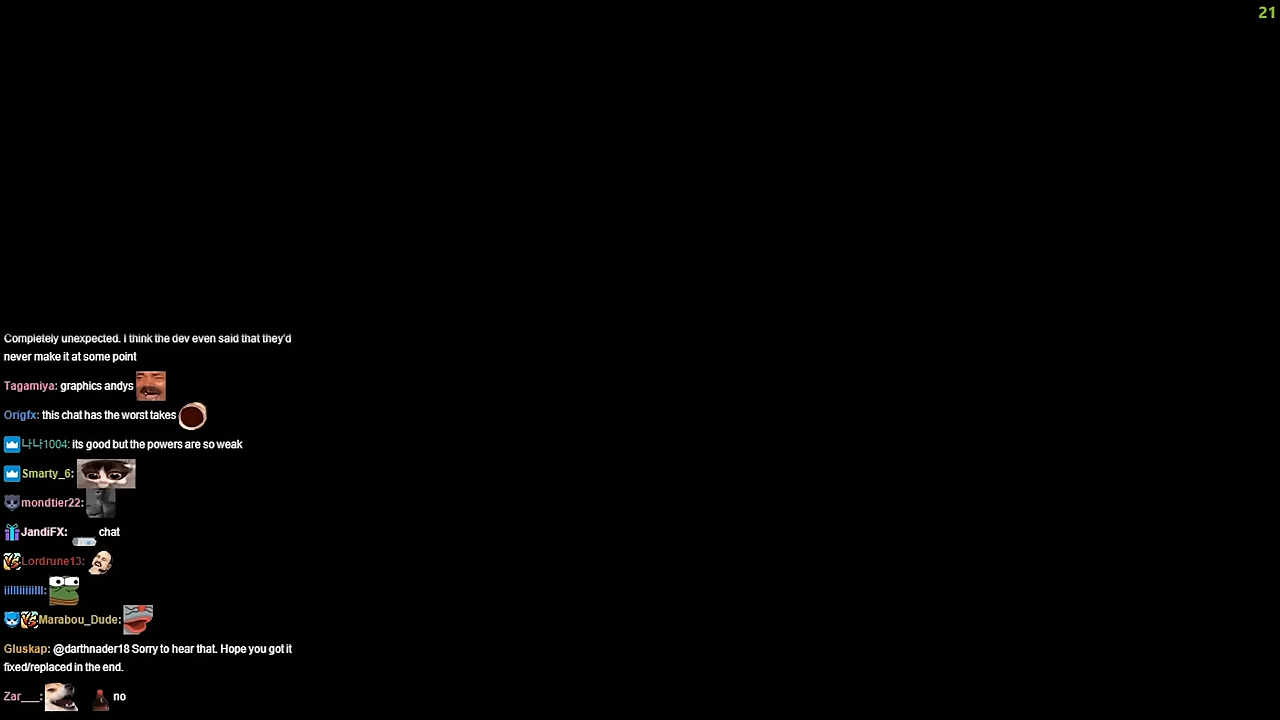 21
Completely unexpected. I think the dev even said that they'd
never make it at some point
Tagamiya: graphics andys
Origfx: this chat has the worst takes
나나1004: its good but the powers are so weak
Smarty_6:
mondtier22:
JandiFX: chat
Lordrune13:
Marabou_Dude:
Gluskap: @darthnader18 Sorry to hear that. Hope you got it
fixed/replaced in the end.
Zar___: no